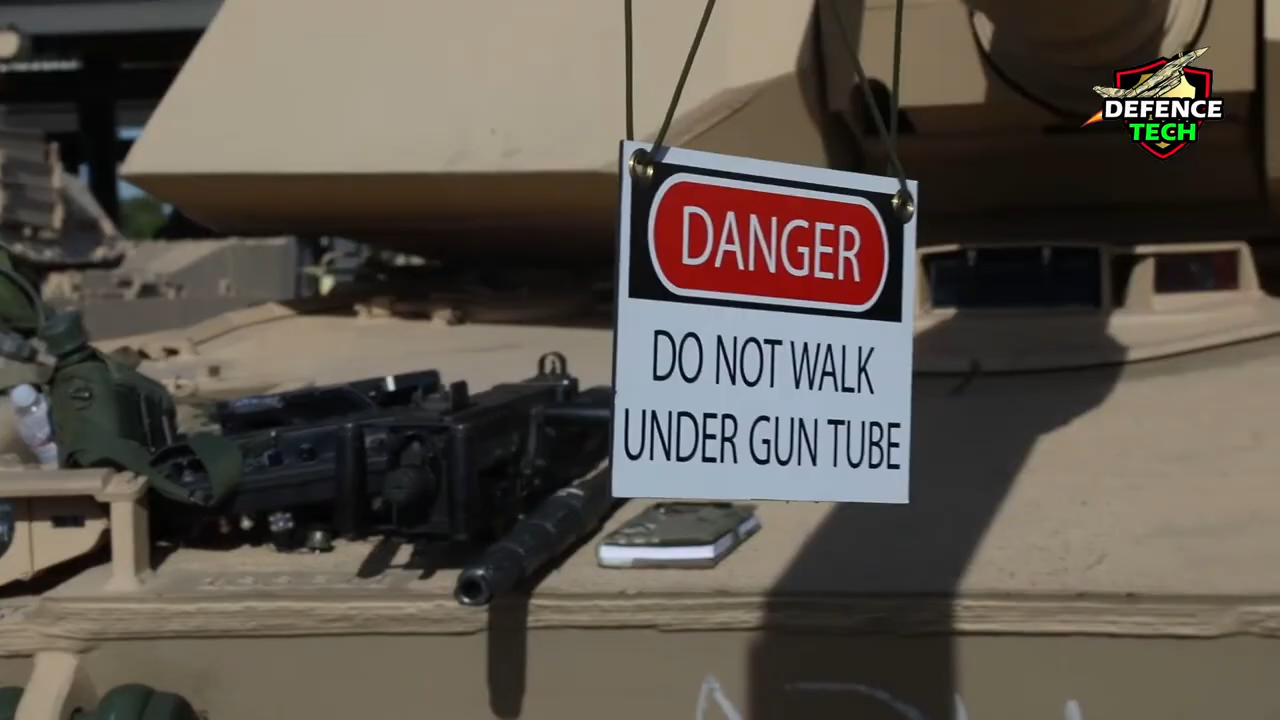 DEFENCE
TECH
DANGER
DO NOT WALK
UNDER GUN TUBE